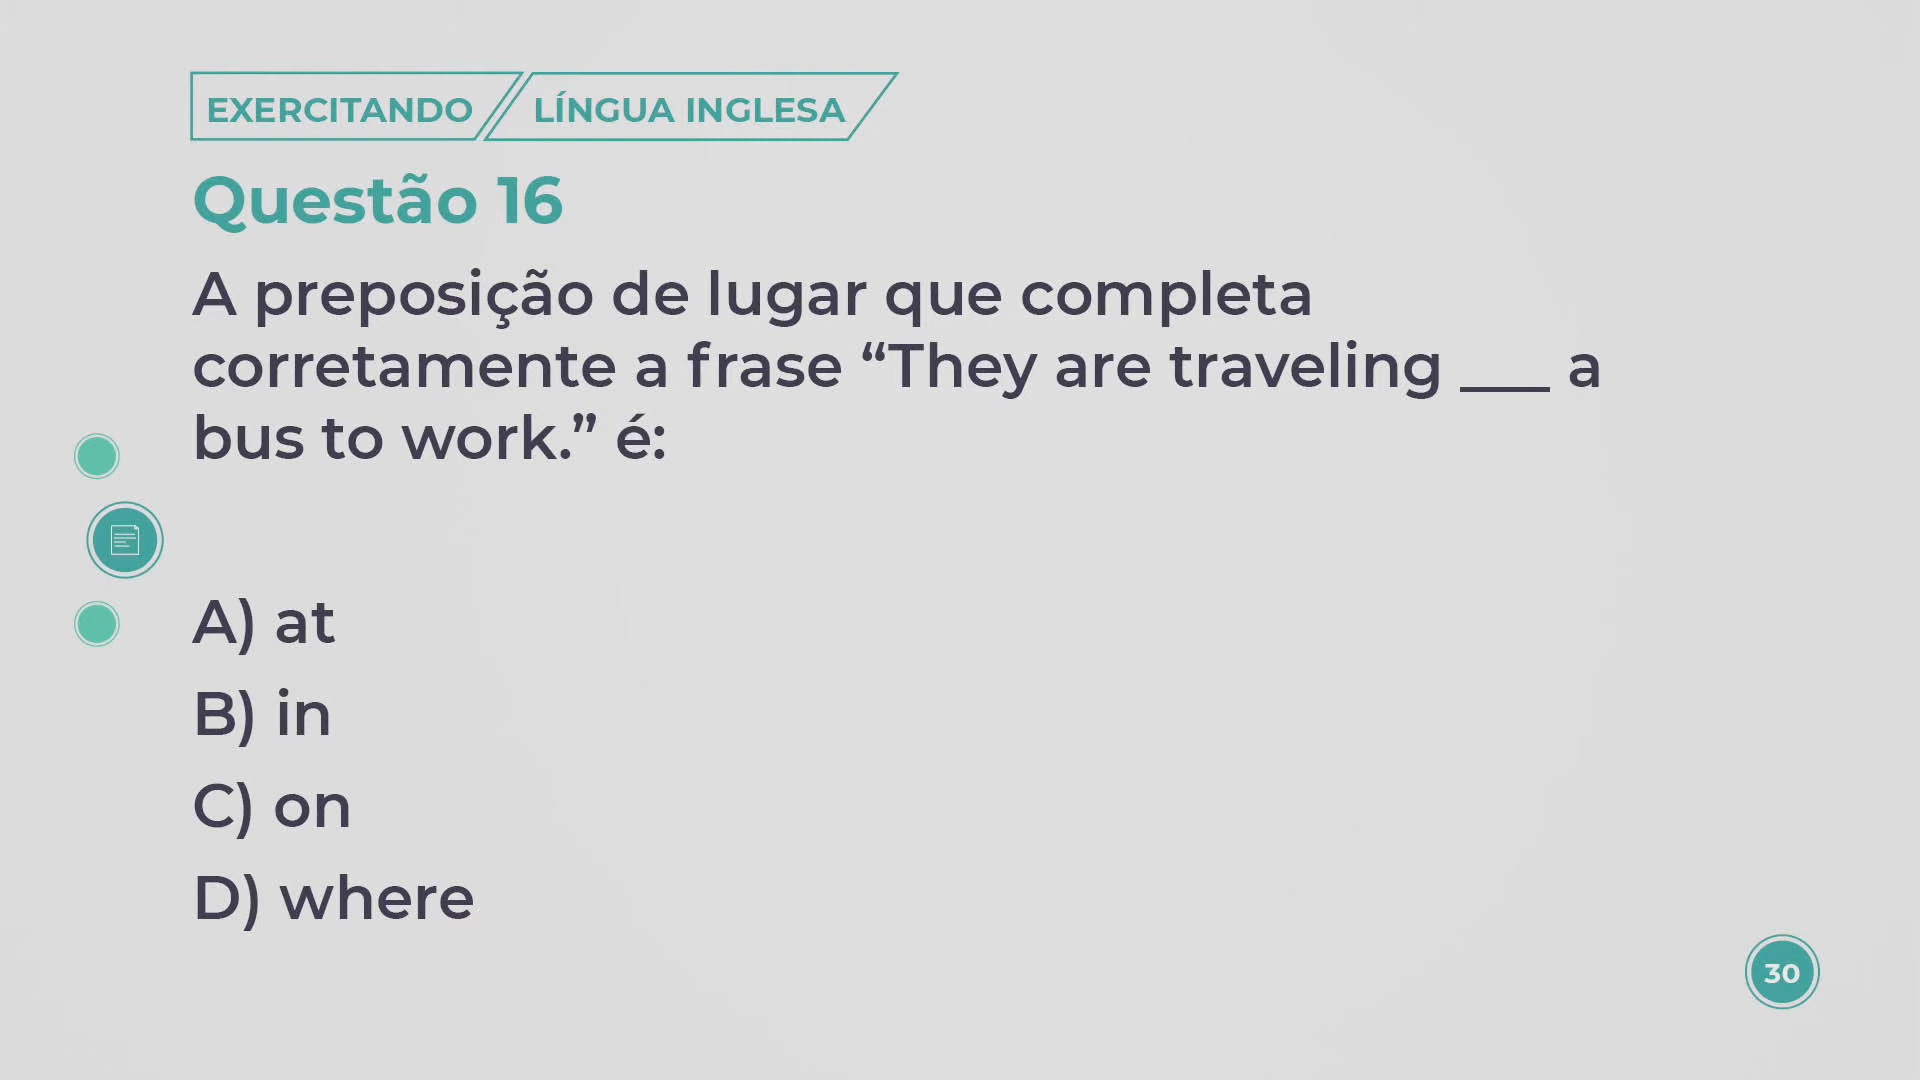 EXERCITANDO LÍNGUA INGLESA
Questão 16
A preposição de lugar que completa
corretamente a frase “They are traveling ___ a
bus to work.” é:
A) at
B) in
C) on
D) where
30